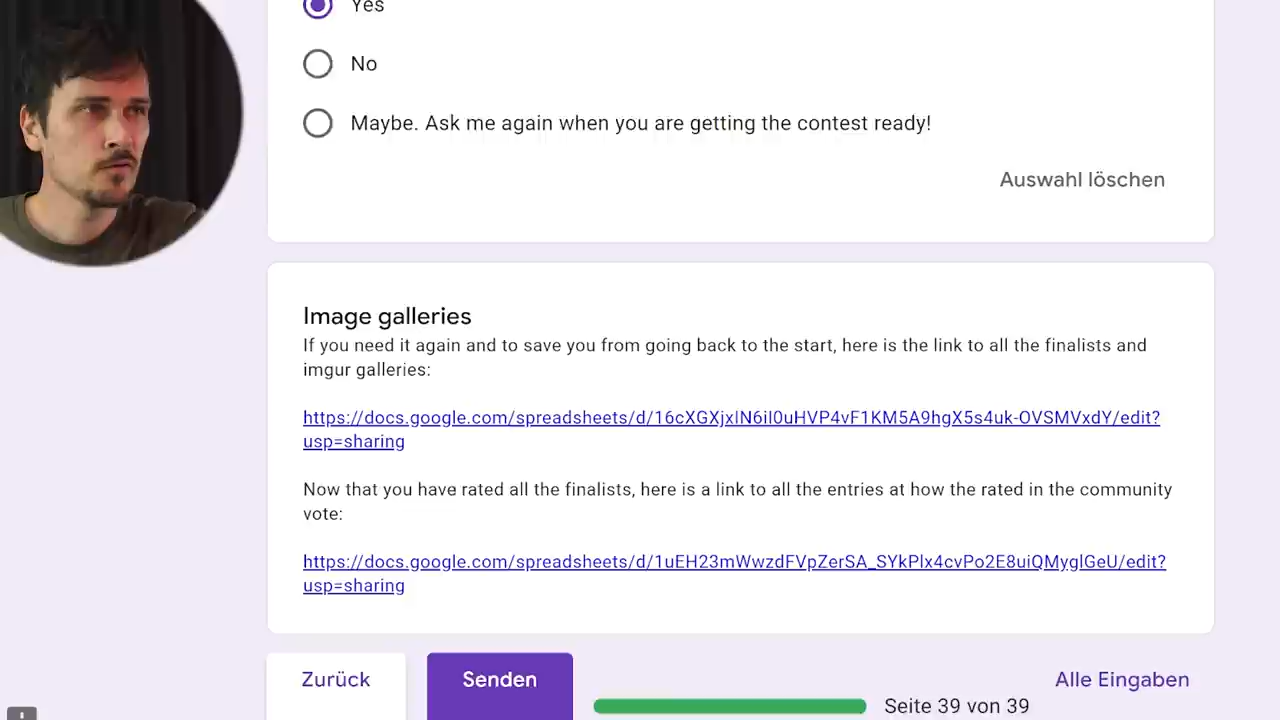 Yes
No
Maybe. Ask me again when you are getting the contest ready!
Auswahl löschen
Image galleries
If you need it again and to save you from going back to the start, here is the link to all the finalists and
imgur galleries:
https://docs.google.com/spreadsheets/d/16cXGXjxIN6iI0uHVP4vF1KM5A9hgX5s4uk-OVSMVxdY/edit?
usp=sharing
Now that you have rated all the finalists, here is a link to all the entries at how the rated in the community
vote:
https://docs.google.com/spreadsheets/d/1uEH23mWwzdFVpZerSA_SYkPlx4cvPo2E8uiQMyglGeU/edit?
usp=sharing
Zurück
Senden
Seite 39 von 39
Alle Eingaben